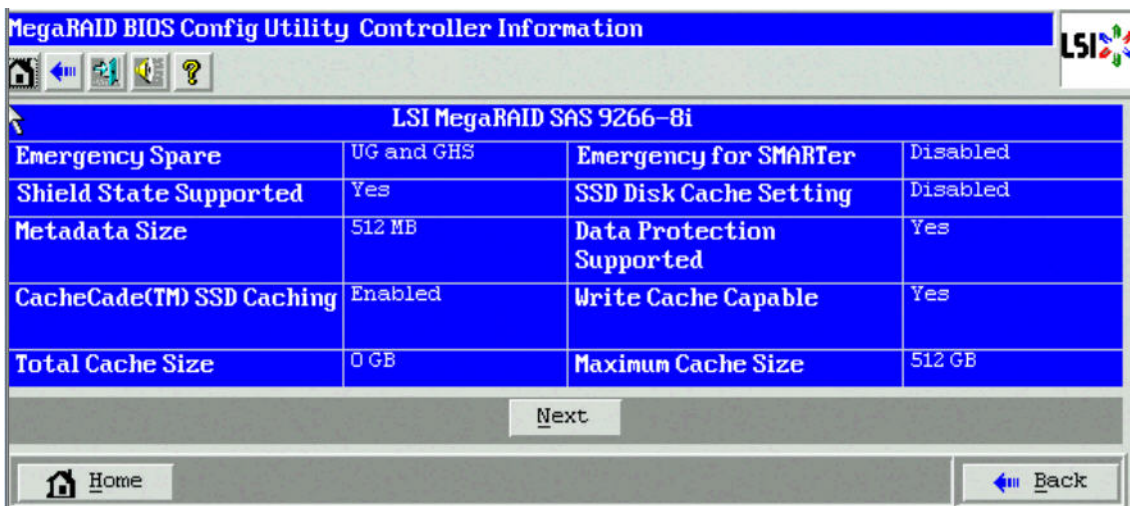 MegaRAID BIOS Config Utility Controller Information
LSI
LSI MegaRAID SAS 9266-8i
Emergency Spare UG and GHS Emergency for SMARTer Disabled
Shield State Supported Yes SSD Disk Cache Setting Disabled
Metadata Size 512 MB Data Protection Yes
Supported
CacheCade(TM) SSD Caching Enabled Write Cache Capable Yes
Total Cache Size 0 GB Maximum Cache Size 512 GB
Next
Home Back